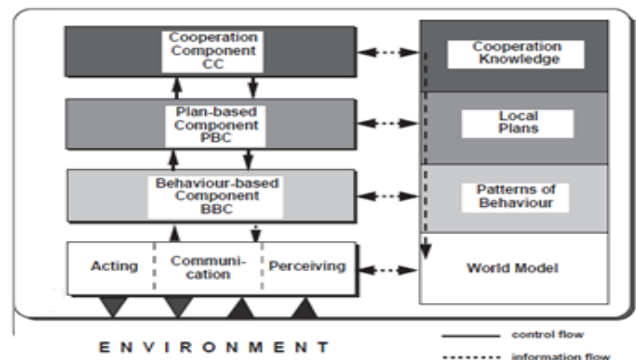 Cooperation
Component
CC
Cooperation
Knowledge
Plan-based
Component
PBC
Local
Plans
Behaviour-based
Component
BBC
Patterns of
Behaviour
Acting
Communi-
cation
Perceiving
World Model
ENVIRONMENT
control flow
information flow